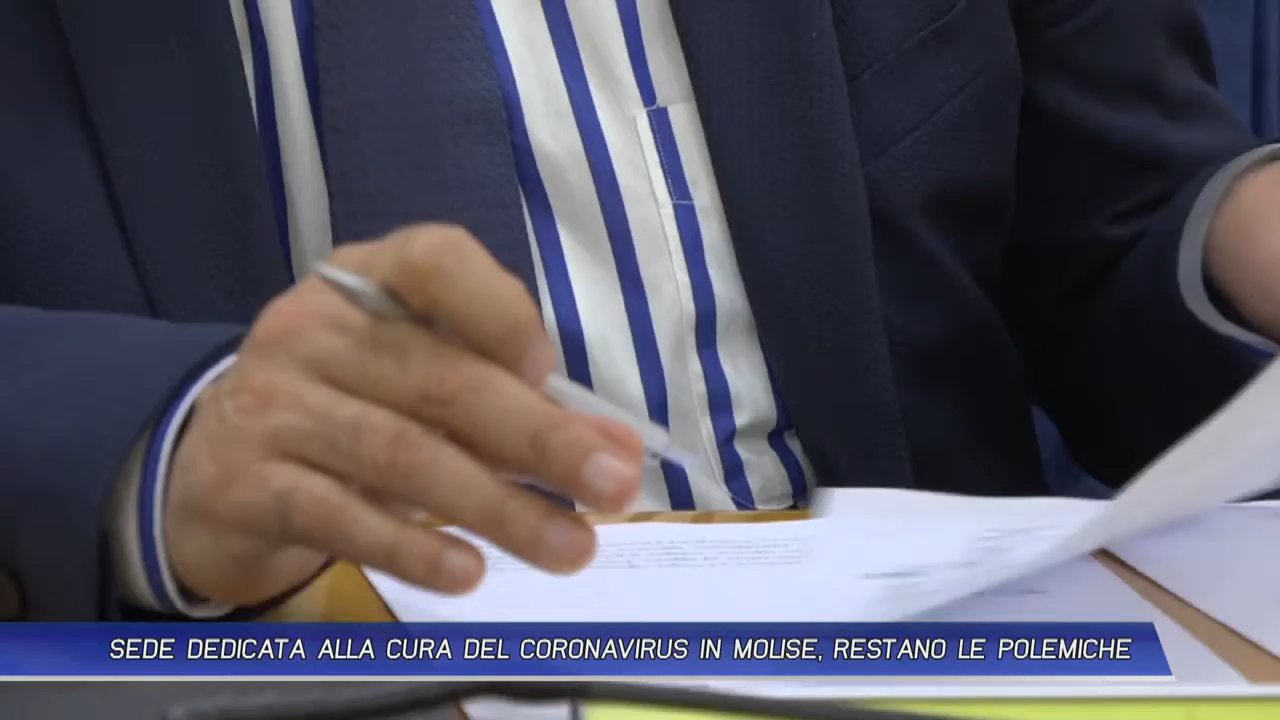 SEDE DEDICATA ALLA CURA DEL CORONAVIRUS IN MOLISE, RESTANO LE POLEMICHE